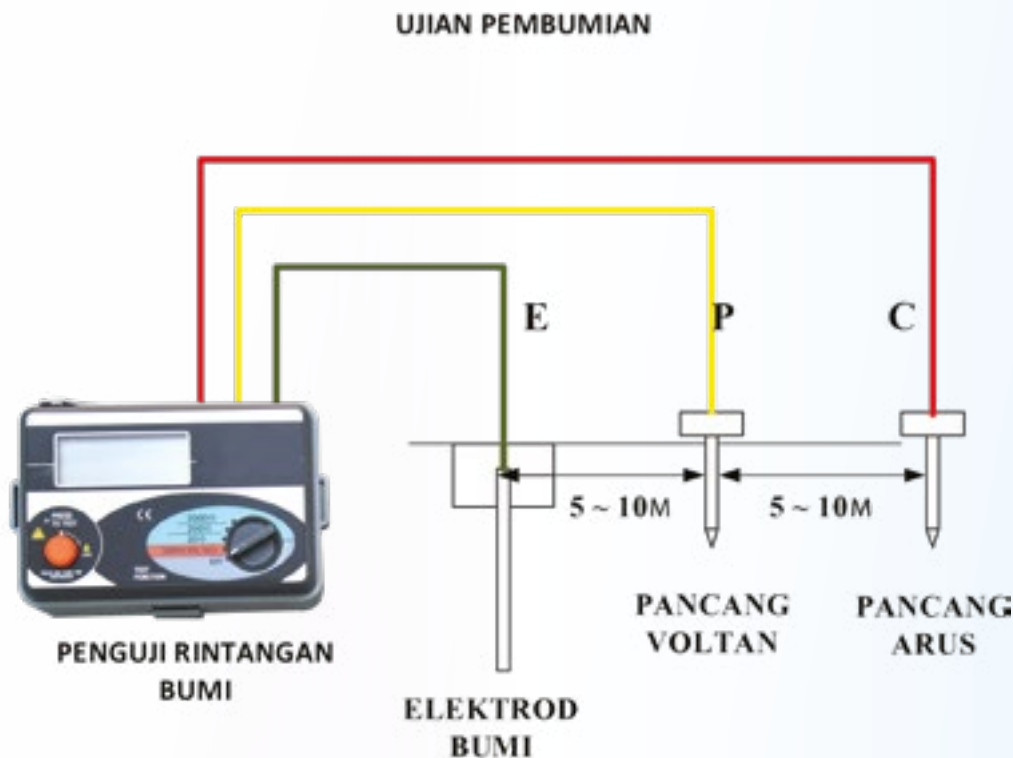 UJIAN PEMBUMIAN
E
P
C
5 ~ 10M
5 ~ 10M
PENGUJI RINTANGAN
BUMI
ELEKTROD
BUMI
PANCANG
VOLTAN
PANCANG
ARUS